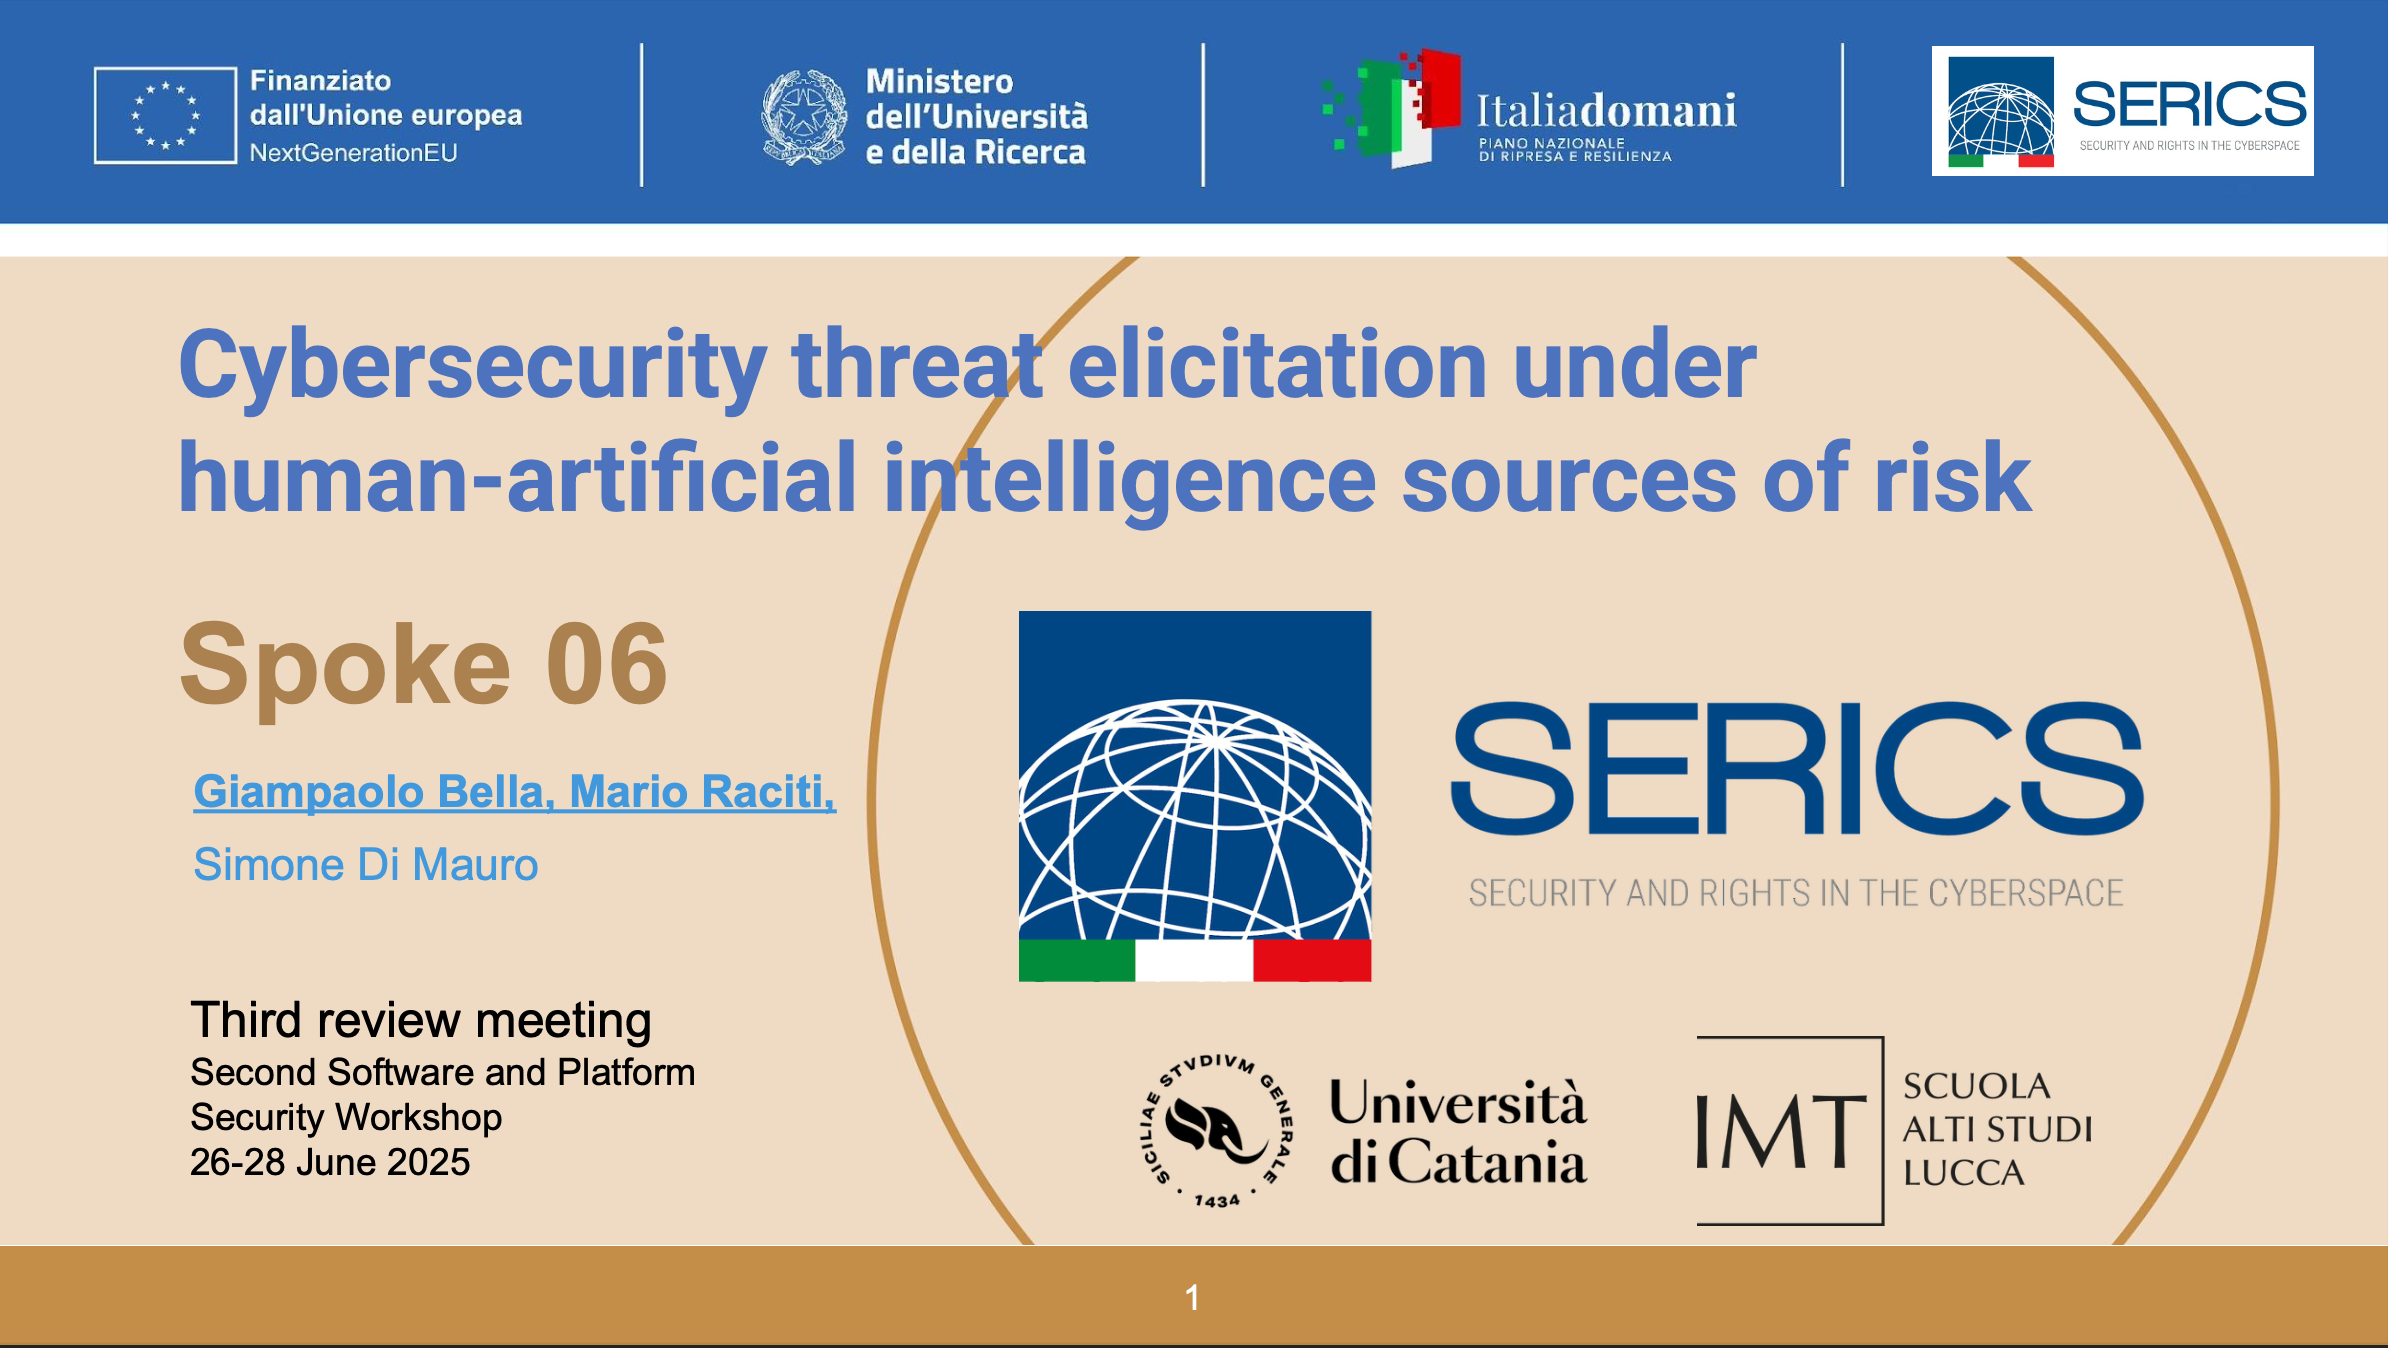 Finanziato
dall'Unione europea
NextGenerationEU
Ministero
dell'Università
e della Ricerca
Italiadomani
PIANO NAZIONALE
DI RIPRESA E RESILIENZA
SERICS
SECURITY AND RIGHTS IN THE CYBERSPACE
Cybersecurity threat elicitation under
human-artificial intelligence sources of risk
Spoke 06
Giampaolo Bella, Mario Raciti,
Simone Di Mauro
SERICS
SECURITY AND RIGHTS IN THE CYBERSPACE
Third review meeting
Second Software and Platform
Security Workshop
26-28 June 2025
SICILIAE STVDIVM GENERALE
· 1434 ·
Università
di Catania
IMT
SCUOLA
ALTI STUDI
LUCCA
1